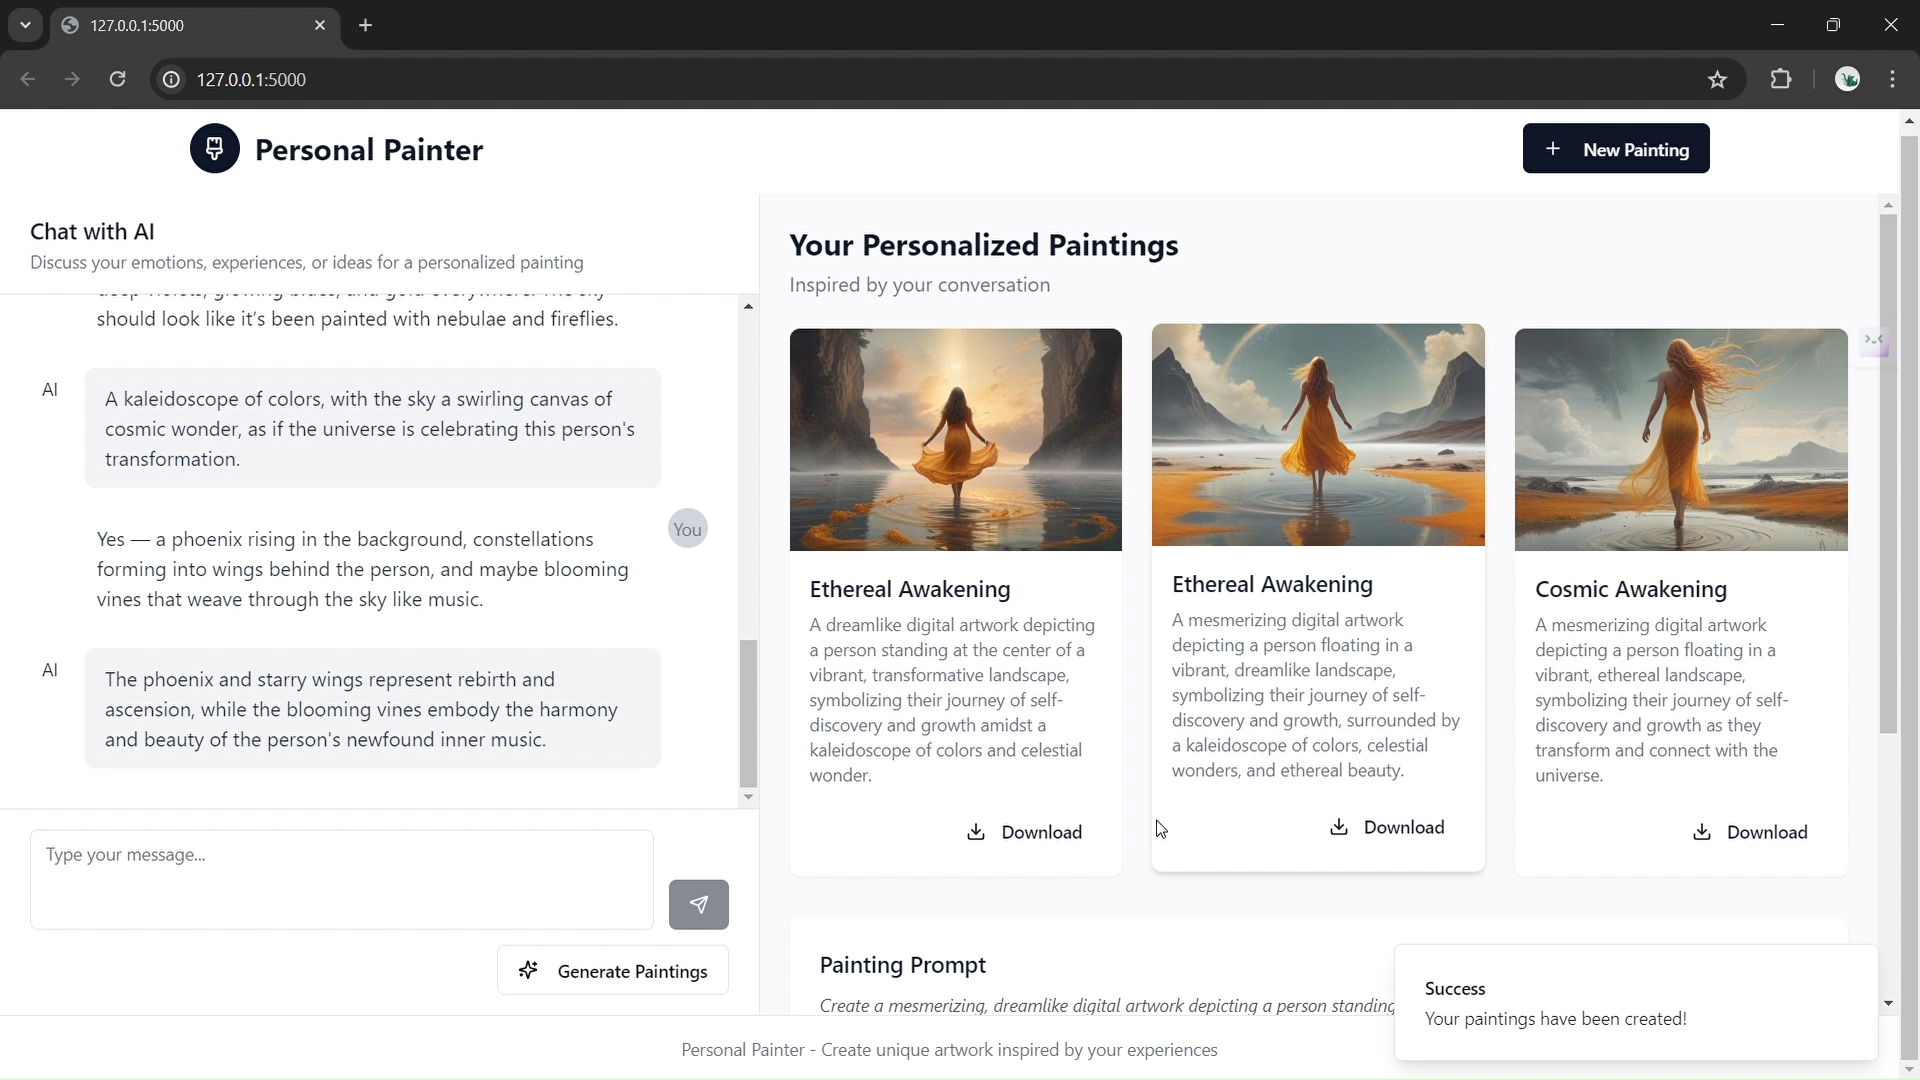 127.0.0.1:5000
127.0.0.1:5000
Personal Painter
New Painting
Chat with AI
Discuss your emotions, experiences, or ideas for a personalized painting
should look like it's been painted with nebulae and fireflies.
AI
A kaleidoscope of colors, with the sky a swirling canvas of
cosmic wonder, as if the universe is celebrating this person's
transformation.
You
Yes — a phoenix rising in the background, constellations
forming into wings behind the person, and maybe blooming
vines that weave through the sky like music.
AI
The phoenix and starry wings represent rebirth and
ascension, while the blooming vines embody the harmony
and beauty of the person's newfound inner music.
Type your message...
Generate Paintings
Your Personalized Paintings
Inspired by your conversation
Ethereal Awakening
A dreamlike digital artwork depicting
a person standing at the center of a
vibrant, transformative landscape,
symbolizing their journey of self-
discovery and growth amidst a
kaleidoscope of colors and celestial
wonder.
Download
Ethereal Awakening
A mesmerizing digital artwork
depicting a person floating in a
vibrant, dreamlike landscape,
symbolizing their journey of self-
discovery and growth, surrounded by
a kaleidoscope of colors, celestial
wonders, and ethereal beauty.
Download
Cosmic Awakening
A mesmerizing digital artwork
depicting a person floating in a
vibrant, ethereal landscape,
symbolizing their journey of self-
discovery and growth as they
transform and connect with the
universe.
Download
Painting Prompt
Create a mesmerizing, dreamlike digital artwork depicting a person standing
Success
Your paintings have been created!
Personal Painter - Create unique artwork inspired by your experiences